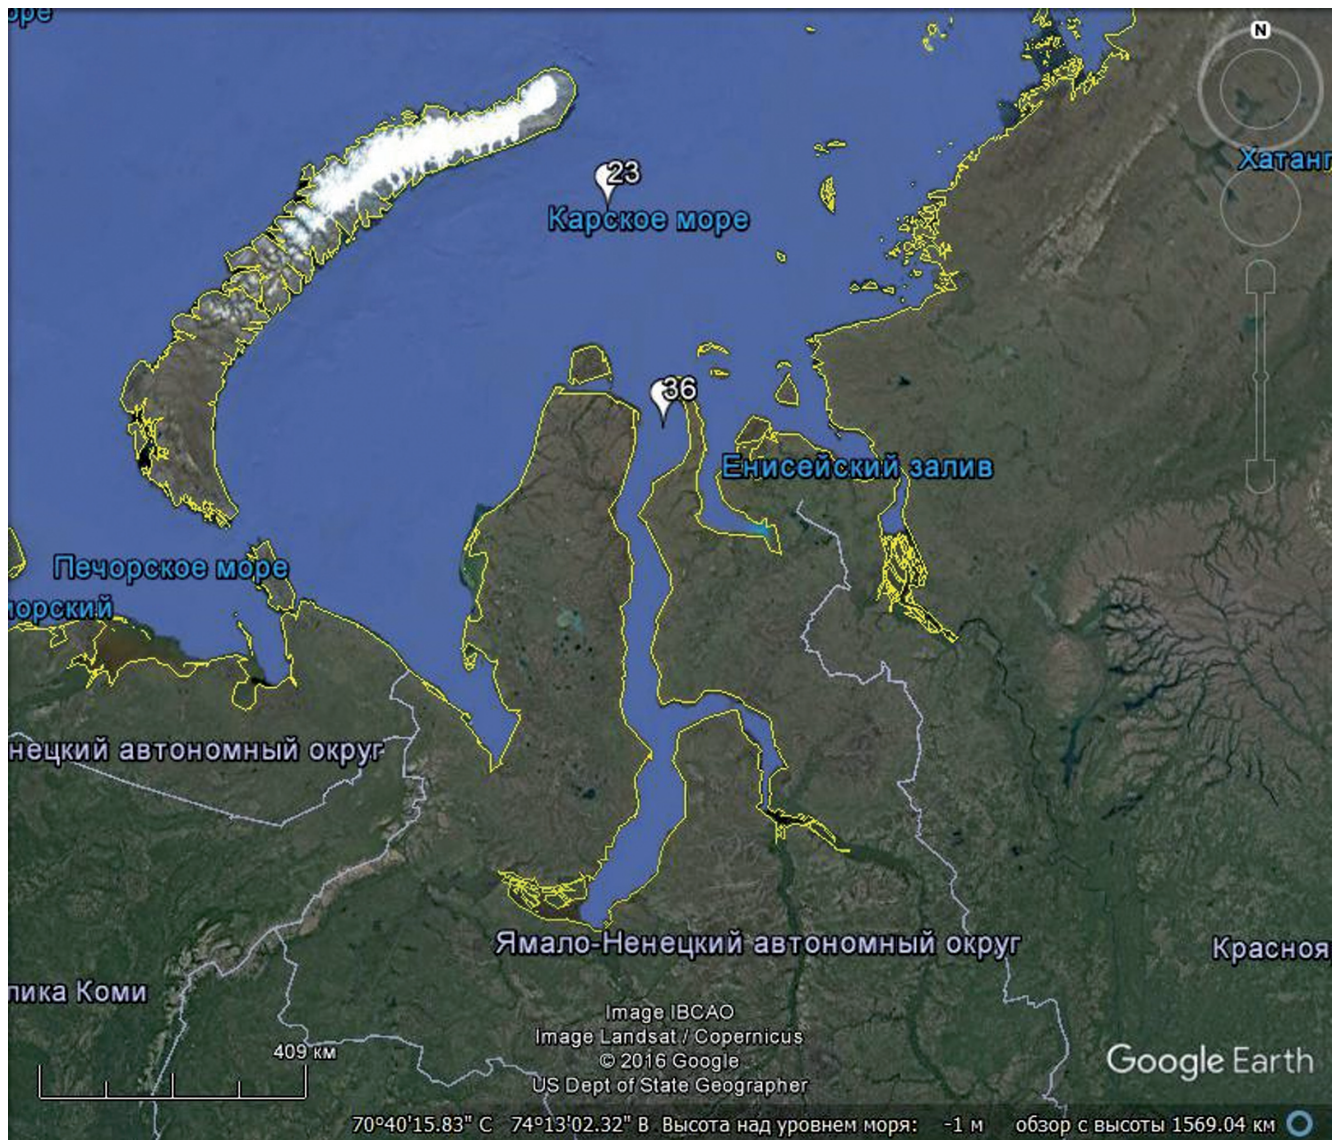 оре
N
Хатанг
23
Карское море
36
Енисейский залив
Печорское море
морский
нецкий автономный округ
Ямало-Ненецкий автономный округ
Красноя
лика Коми
Image IBCAO
Image Landsat / Copernicus
© 2016 Google
US Dept of State Geographer
409 км
Google Earth
70°40'15.83" С 74°13'02.32" В Высота над уровнем моря: -1 м обзор с высоты 1569.04 км